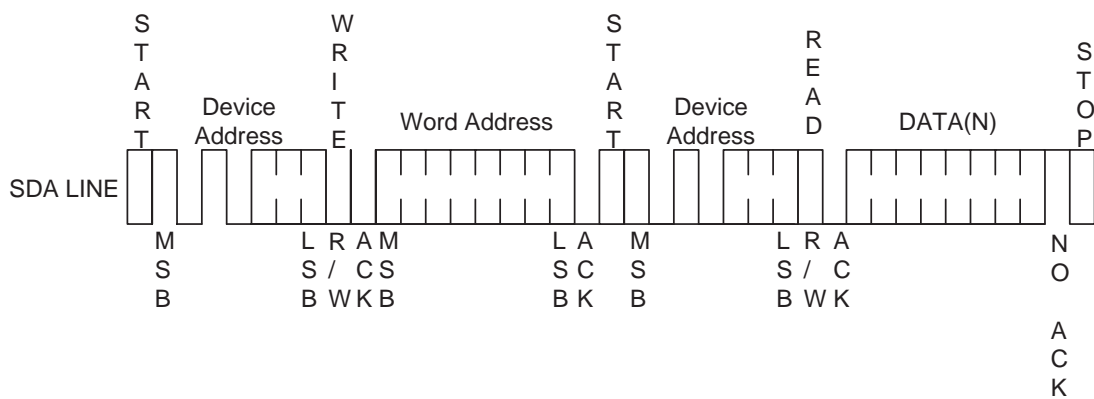 START
Device
Address
WRITE
Word Address
START
Device
Address
READ
DATA(N)
STOP
SDA LINE
MSB
LSB
R/W
ACK
MSB
LSB
ACK
MSB
LSB
R/W
ACK
NO ACK